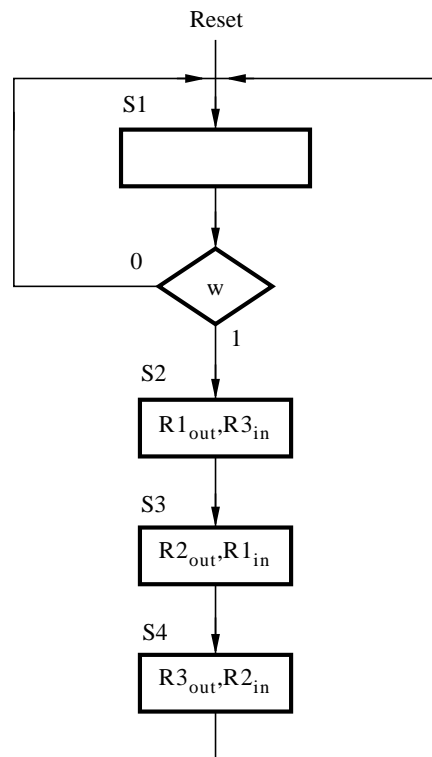 Reset
S1
0
w
1
S2
R1out,R3in
S3
R2out,R1in
S4
R3out,R2in